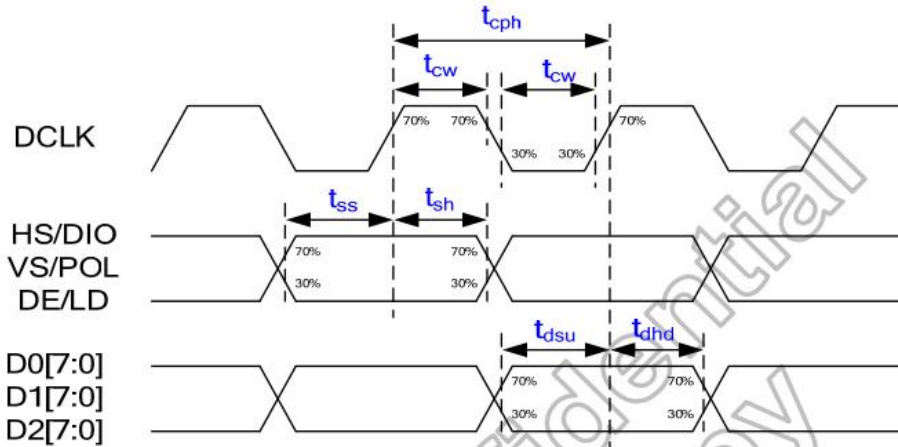 tcph
tcw tcw
DCLK 70% 70% 30% 30% 70%
tss tsh
HS/DIO
VS/POL
DE/LD
70% 70%
30% 30%
tdsu tdhd
D0[7:0]
D1[7:0]
D2[7:0]
70% 70%
30% 30%